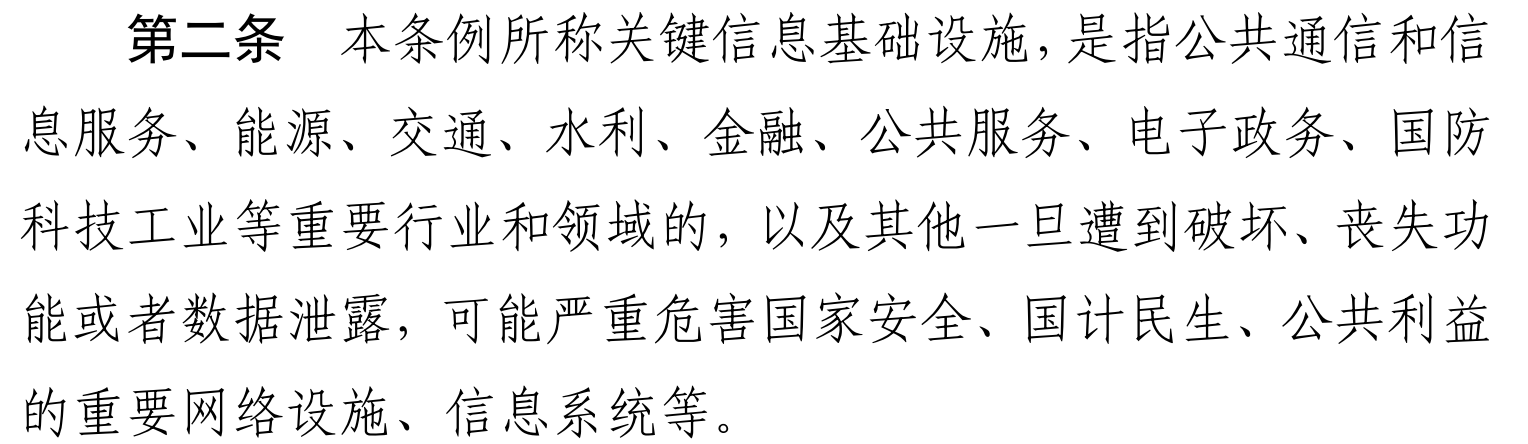 第二条　本条例所称关键信息基础设施，是指公共通信和信
息服务、能源、交通、水利、金融、公共服务、电子政务、国防
科技工业等重要行业和领域的，以及其他一旦遭到破坏、丧失功
能或者数据泄露，可能严重危害国家安全、国计民生、公共利益
的重要网络设施、信息系统等。